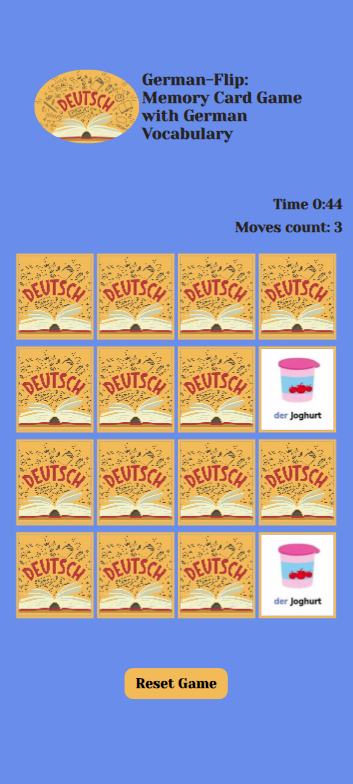 DEUTSCH
German-Flip:
Memory Card Game
with German
Vocabulary
Time 0:44
Moves count: 3
DEUTSCH DEUTSCH DEUTSCH DEUTSCH
DEUTSCH DEUTSCH DEUTSCH der Joghurt
DEUTSCH DEUTSCH DEUTSCH DEUTSCH
DEUTSCH DEUTSCH DEUTSCH der Joghurt
Reset Game